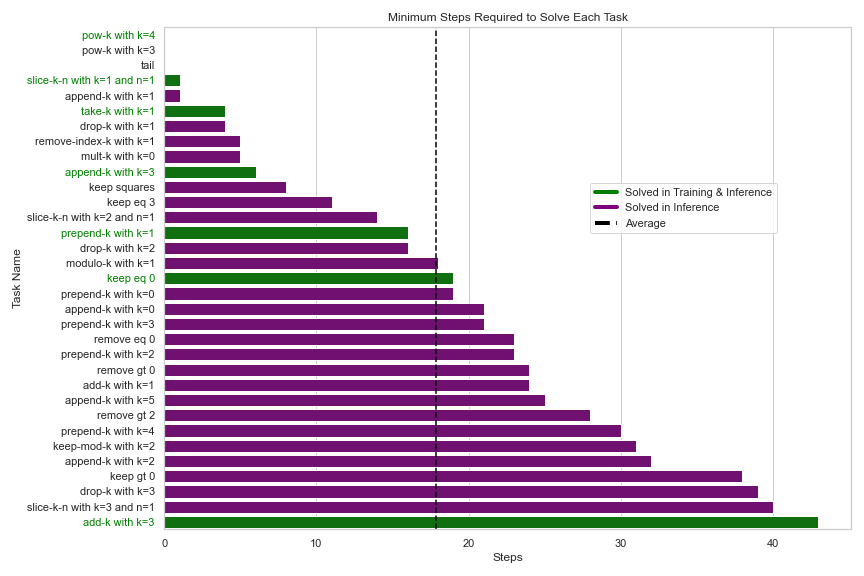 Minimum Steps Required to Solve Each Task
pow-k with k=4
pow-k with k=3
tail
slice-k-n with k=1 and n=1
append-k with k=1
take-k with k=1
drop-k with k=1
remove-index-k with k=1
mult-k with k=0
append-k with k=3
keep squares
keep eq 3
slice-k-n with k=2 and n=1
prepend-k with k=1
drop-k with k=2
modulo-k with k=1
keep eq 0
prepend-k with k=0
append-k with k=0
prepend-k with k=3
remove eq 0
prepend-k with k=2
remove gt 0
add-k with k=1
append-k with k=5
remove gt 2
prepend-k with k=4
keep-mod-k with k=2
append-k with k=2
keep gt 0
drop-k with k=3
slice-k-n with k=3 and n=1
add-k with k=3
Task Name
Solved in Training & Inference
Solved in Inference
Average
0 10 20 30 40
Steps